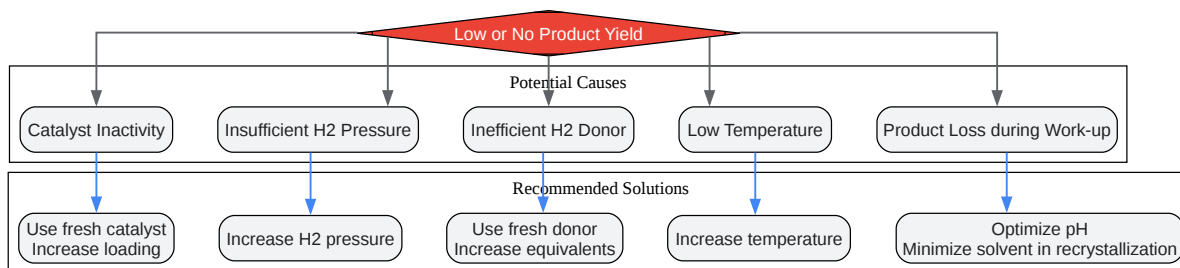 Low or No Product Yield
Potential Causes
Catalyst Inactivity
Insufficient H2 Pressure
Inefficient H2 Donor
Low Temperature
Product Loss during Work-up
Recommended Solutions
Use fresh catalyst
Increase loading
Increase H2 pressure
Use fresh donor
Increase equivalents
Increase temperature
Optimize pH
Minimize solvent in recrystallization